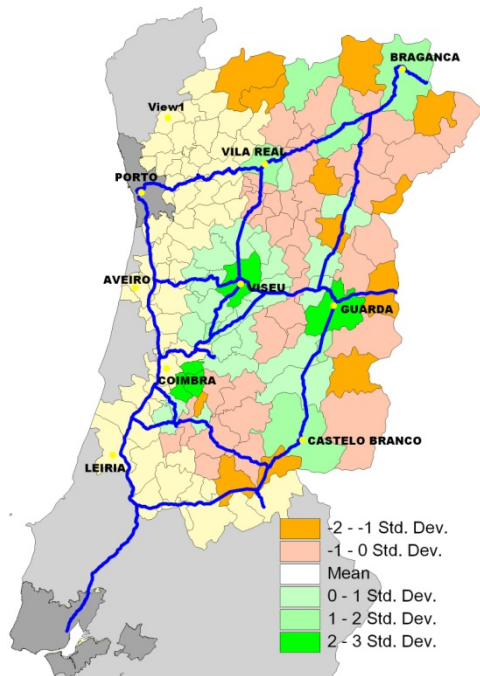 BRAGANCA
View1
VILA REAL
PORTO
AVEIRO
VISEU
GUARDA
COIMBRA
CASTELO BRANCO
LEIRIA
-2 - -1 Std. Dev.
-1 - 0 Std. Dev.
Mean
0 - 1 Std. Dev.
1 - 2 Std. Dev.
2 - 3 Std. Dev.